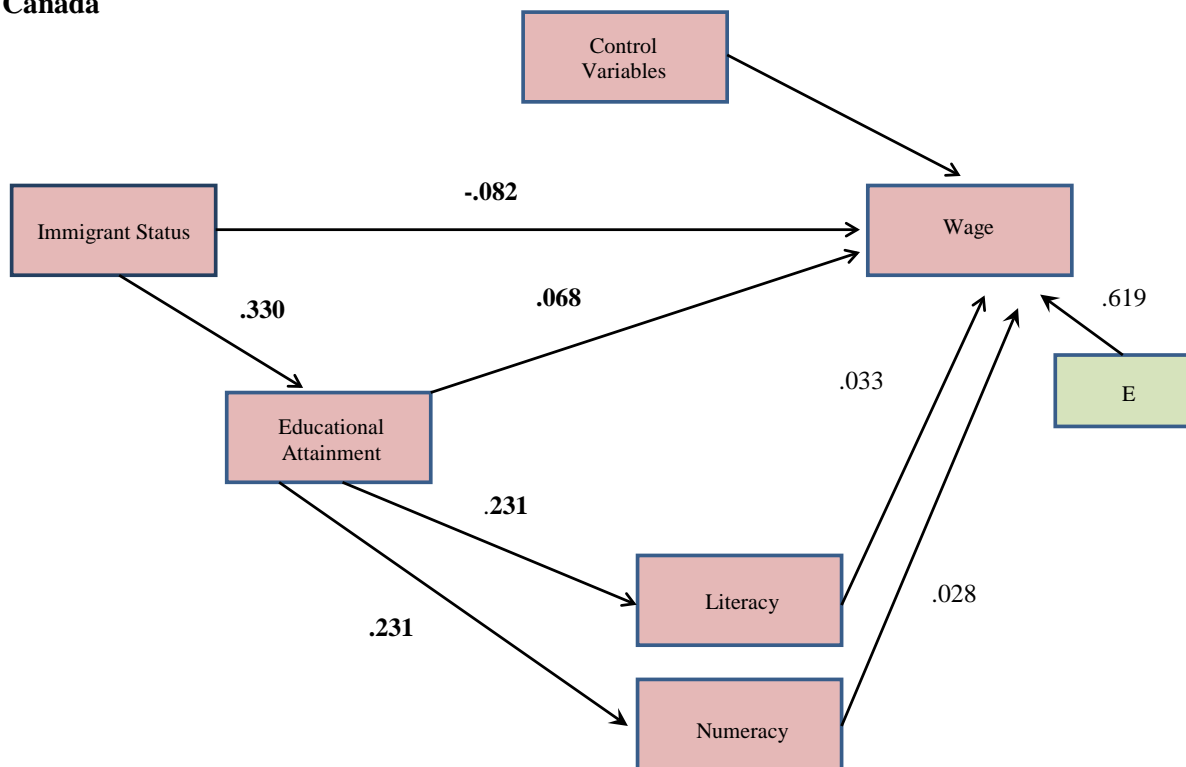 Canada
Control
Variables
-.082
Immigrant Status
Wage
.330
.068
.619
.033
E
Educational
Attainment
.231
.028
Literacy
.231
Numeracy